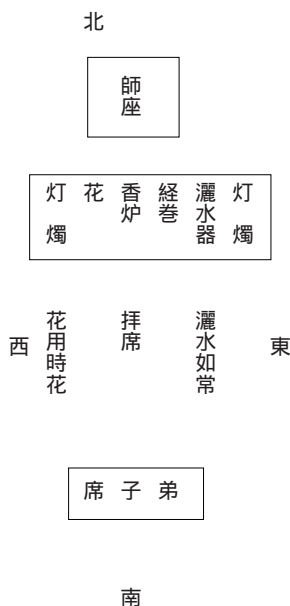 北
師座
灯燭
灑水器
経巻
香炉
花
灯燭
東
灑水如常
拝席
花用時花
西
弟子席
南